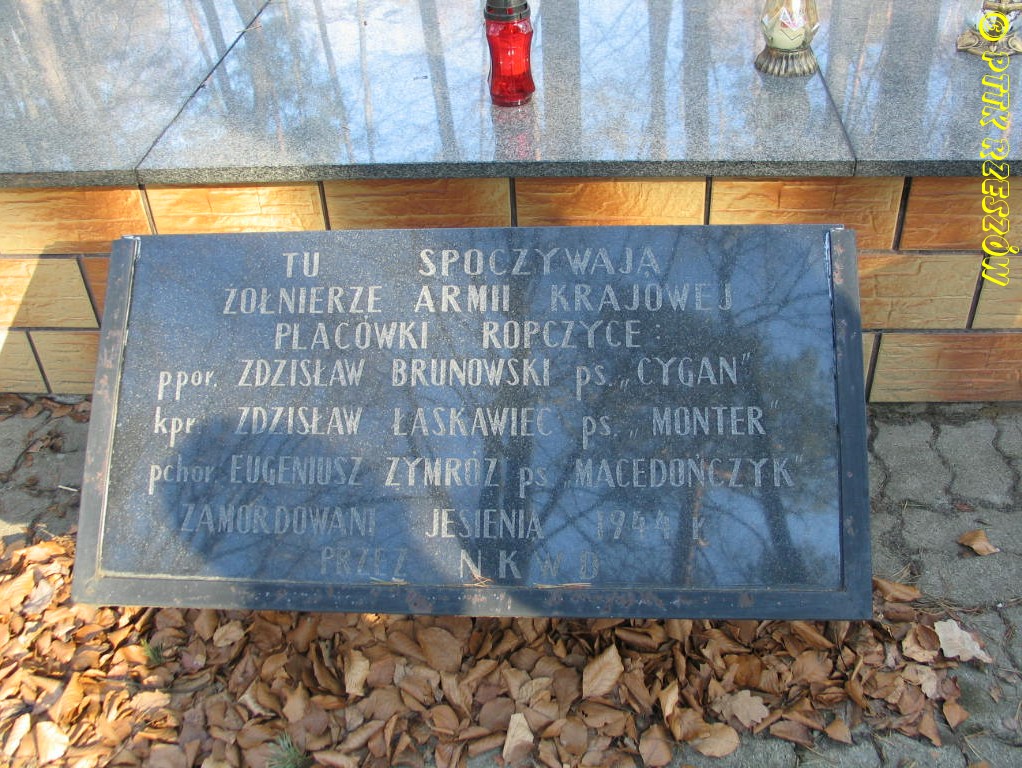 TU SPOCZYWAJĄ
ŻOŁNIERZE ARMII KRAJOWEJ
PLACÓWKI ROPCZYCE:
ppor. ZDZISŁAW BRUNOWSKI ps. „CYGAN”
kpr. ZDZISŁAW ŁASKAWIEC ps. „MONTER”
pchor. EUGENIUSZ ZYMRÓZ ps. „MACEDOŃCZYK”
ZAMORDOWANI JESIENIĄ 1944 r.
PRZEZ NKWD
© PTTK RZESZÓW